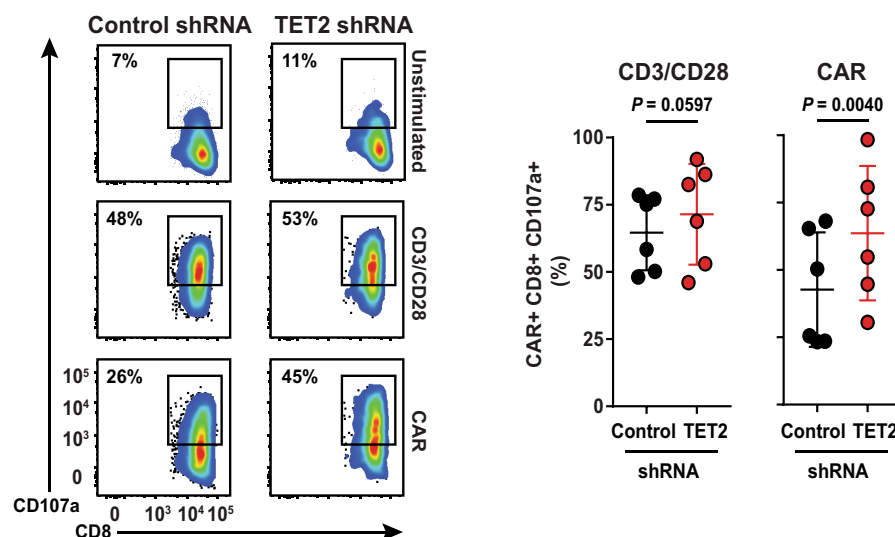 Control shRNA TET2 shRNA
7% 11% Unstimulated
48% 53% CD3/CD28
26% 45% CAR
10⁵
10⁴
10³
0
CD107a
0 10³ 10⁴ 10⁵
CD8
CD3/CD28 CAR
P = 0.0597 P = 0.0040
CAR+ CD8+ CD107a+
(%)
100
75
50
25
0
Control TET2 Control TET2
shRNA shRNA